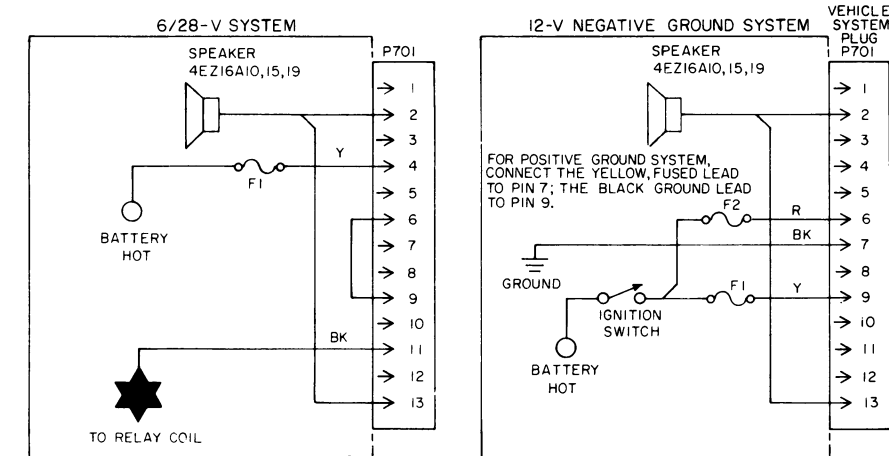 6/28-V SYSTEM
P701
SPEAKER
4EZ16A10,15,19
1
2
3
Y
4
F1
5
6
BATTERY
HOT
7
8
9
10
BK
11
12
13
TO RELAY COIL
12-V NEGATIVE GROUND SYSTEM
VEHICLE
SYSTEM
PLUG
P701
SPEAKER
4EZ16A10,15,19
1
2
3
FOR POSITIVE GROUND SYSTEM,
CONNECT THE YELLOW, FUSED LEAD
TO PIN 7; THE BLACK GROUND LEAD
TO PIN 9.
4
5
F2
R
6
BK
7
GROUND
8
F1
Y
9
IGNITION
SWITCH
10
11
BATTERY
HOT
12
13